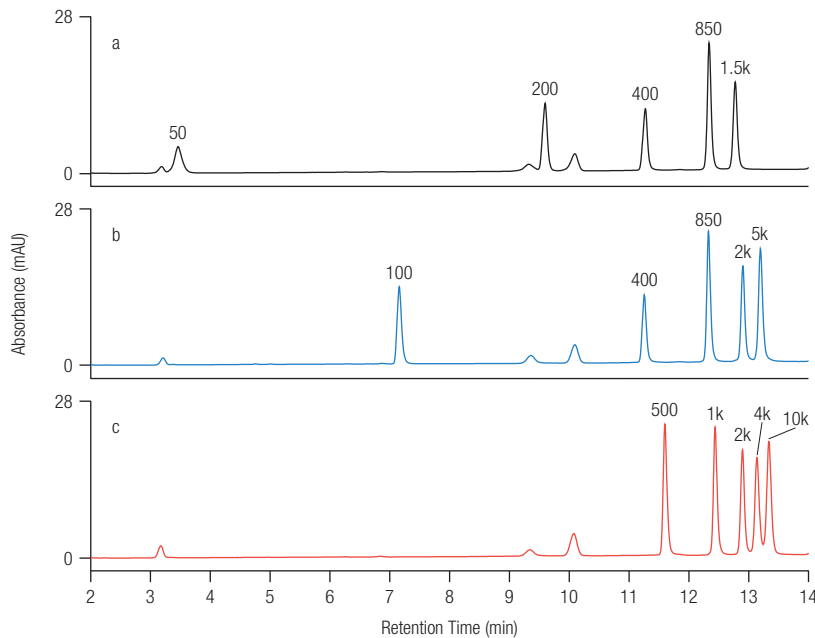 28
a
0
50
200
400
850
1.5k
28
b
0
100
400
850
2k
5k
Absorbance (mAU)
28
c
0
500
1k
2k
4k
10k
2 3 4 5 6 7 8 9 10 11 12 13 14
Retention Time (min)